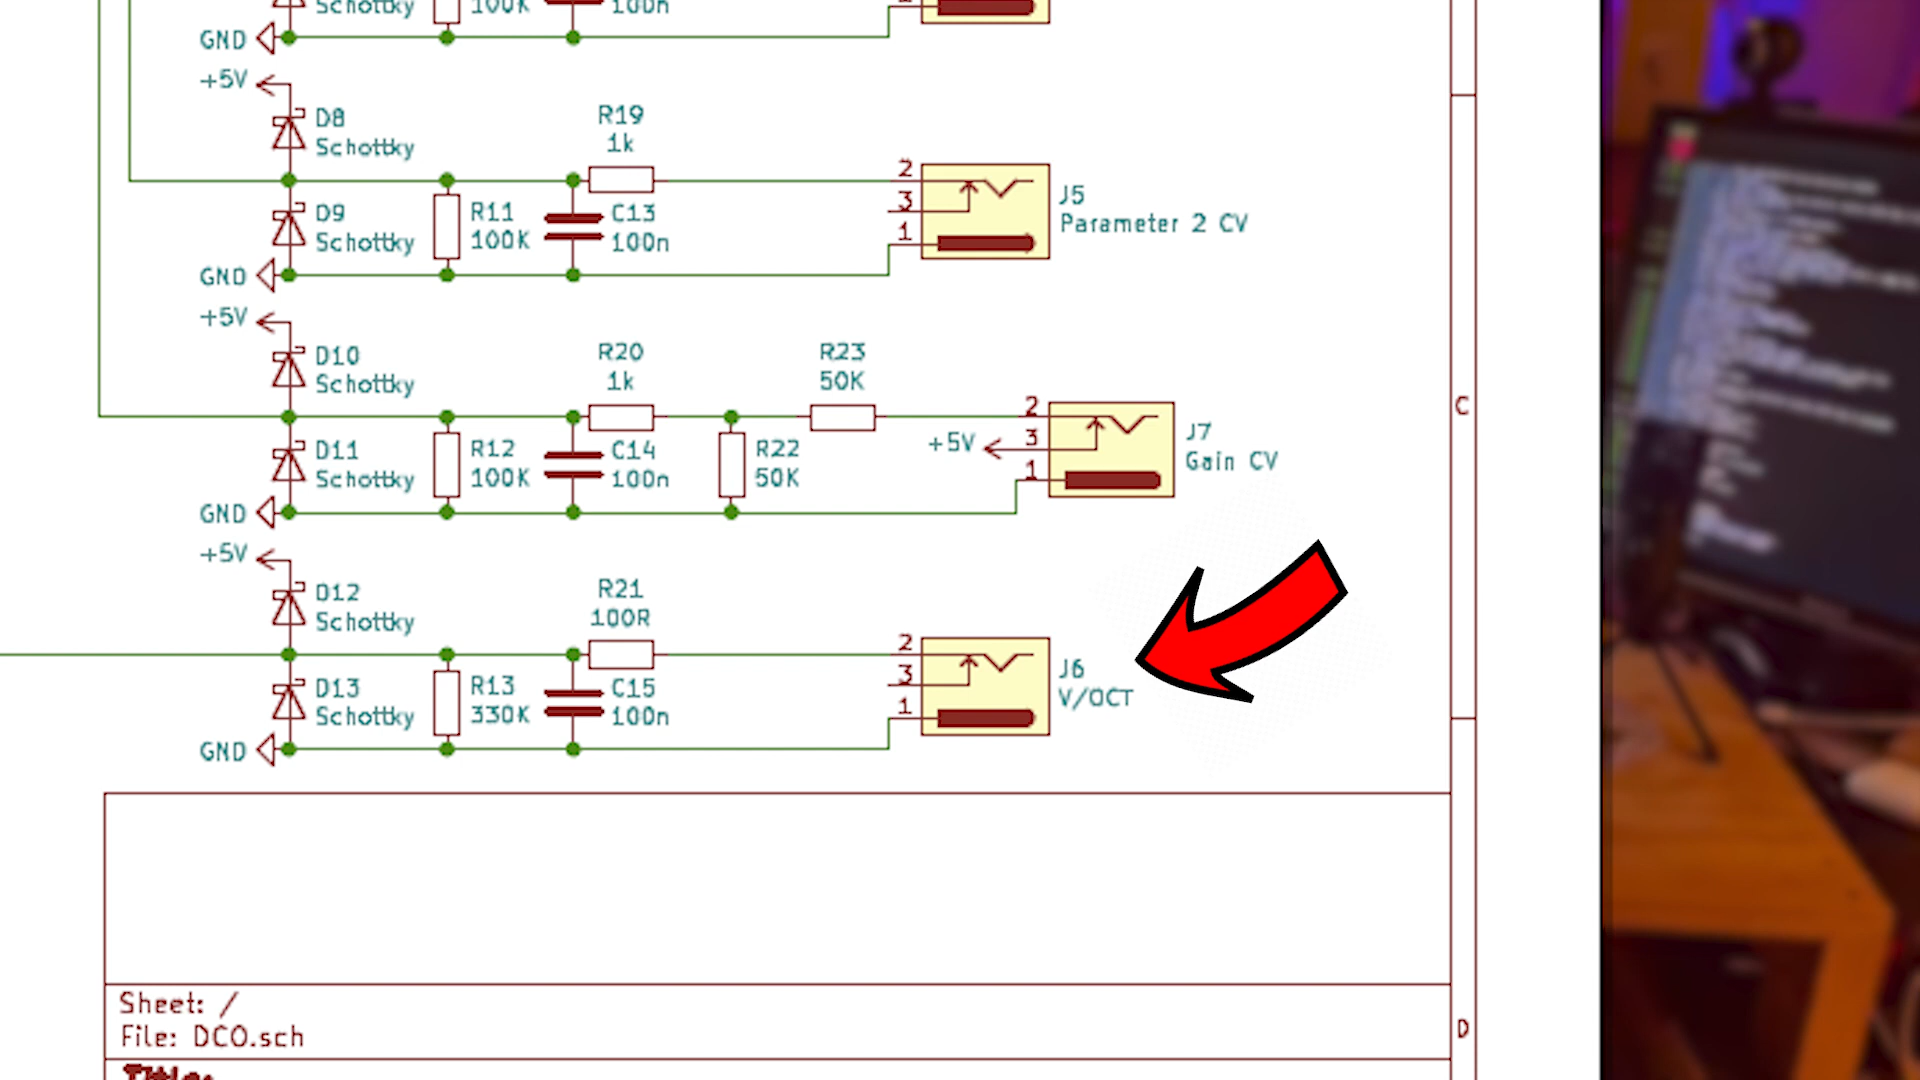 Schottky 100K 100n
GND
+5V
D8
Schottky
R19
1k
2
3
1
J5
Parameter 2 CV
D9
Schottky
R11
100K
C13
100n
GND
+5V
D10
Schottky
R20
1k
R23
50K
2
3
1
+5V
J7
Gain CV
C
D11
Schottky
R12
100K
C14
100n
R22
50K
GND
+5V
D12
Schottky
R21
100R
2
3
1
J6
V/OCT
D13
Schottky
R13
330K
C15
100n
GND
Sheet: /
File: DCO.sch
D
Title: